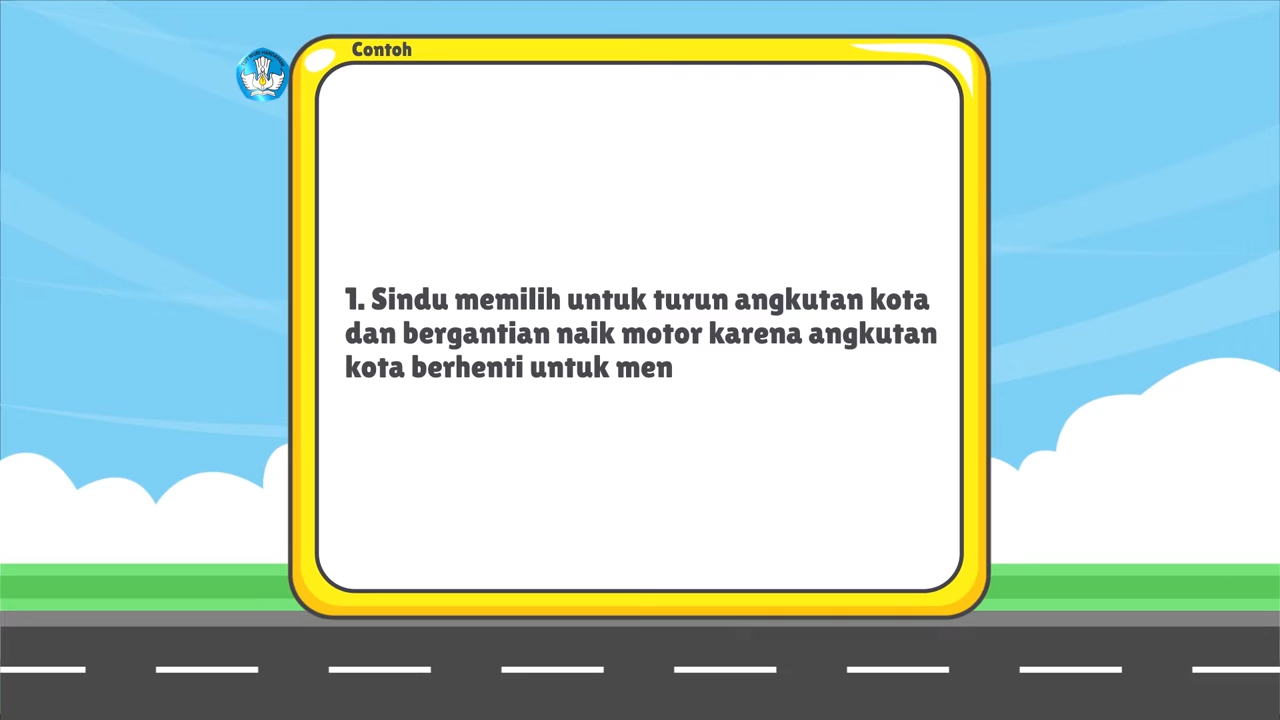 Contoh
1. Sindu memilih untuk turun angkutan kota
dan bergantian naik motor karena angkutan
kota berhenti untuk men